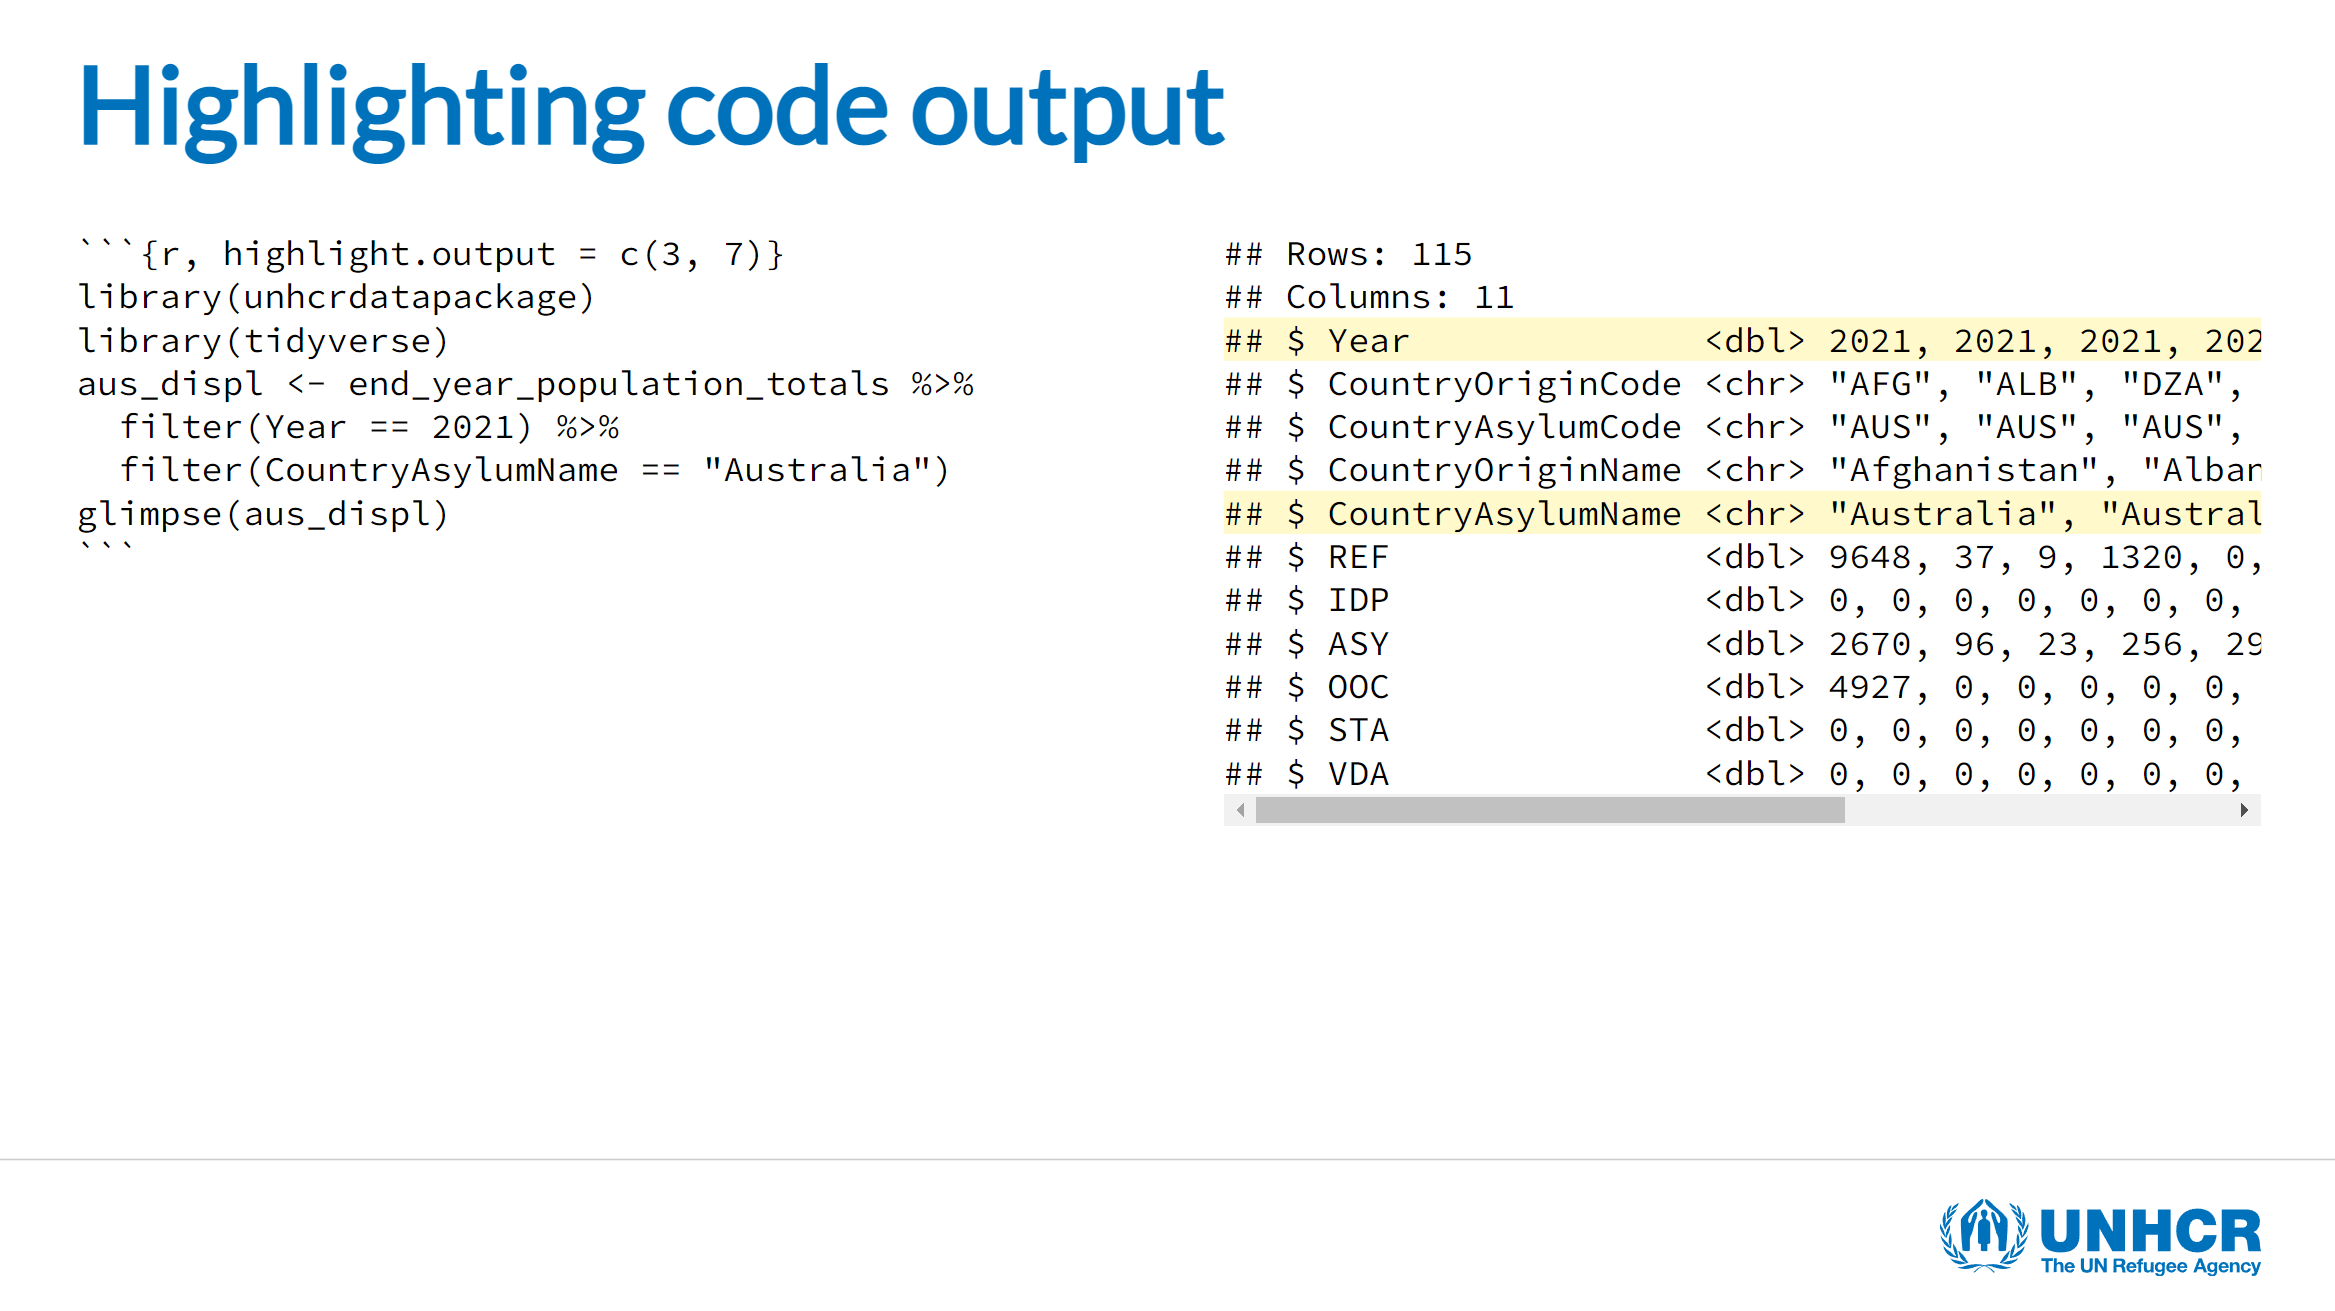 Highlighting code output
```{r, highlight.output = c(3, 7)}
library(unhcrdatapackage)
library(tidyverse)
aus_displ <- end_year_population_totals %>%
  filter(Year == 2021) %>%
  filter(CountryAsylumName == "Australia")
glimpse(aus_displ)
```
## Rows: 115
## Columns: 11
## $ Year              <dbl> 2021, 2021, 2021, 202
## $ CountryOriginCode <chr> "AFG", "ALB", "DZA",
## $ CountryAsylumCode <chr> "AUS", "AUS", "AUS",
## $ CountryOriginName <chr> "Afghanistan", "Alban
## $ CountryAsylumName <chr> "Australia", "Austral
## $ REF               <dbl> 9648, 37, 9, 1320, 0,
## $ IDP               <dbl> 0, 0, 0, 0, 0, 0, 0,
## $ ASY               <dbl> 2670, 96, 23, 256, 29
## $ OOC               <dbl> 4927, 0, 0, 0, 0, 0,
## $ STA               <dbl> 0, 0, 0, 0, 0, 0, 0,
## $ VDA               <dbl> 0, 0, 0, 0, 0, 0, 0,
UNHCR
The UN Refugee Agency